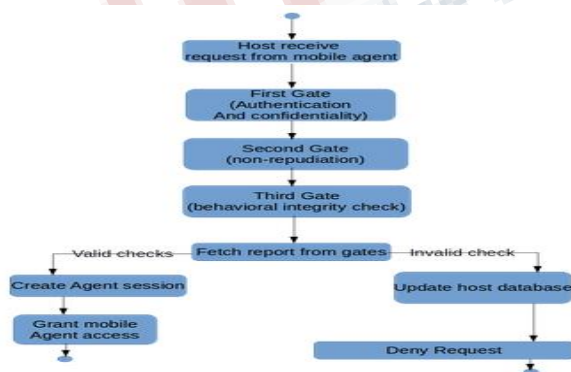 Host receive
request from mobile agent
First Gate
(Authentication
And confidentiality)
Second Gate
(non-repudiation)
Third Gate
(behavioral integrity check)
Fetch report from gates
Valid checks
Invalid check
Create Agent session
Update host database
Grant mobile
Agent access
Deny Request